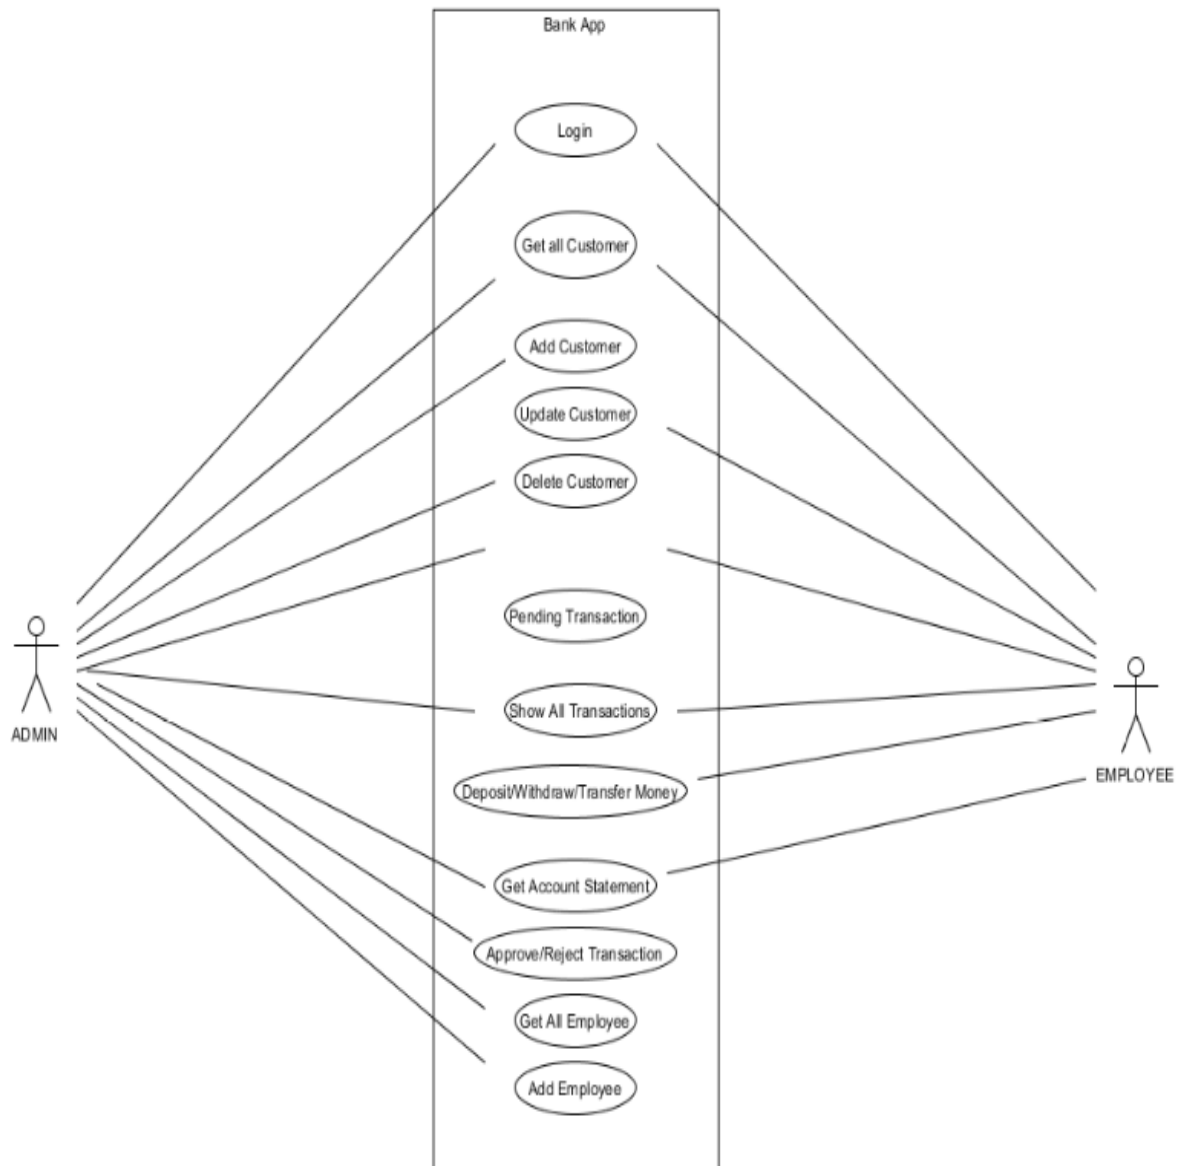 Bank App
Login
Get all Customer
Add Customer
Update Customer
Delete Customer
Pending Transaction
ADMIN
Show All Transactions
EMPLOYEE
Deposit/Withdraw/Transfer Money
Get Account Statement
Approve/Reject Transaction
Get All Employee
Add Employee